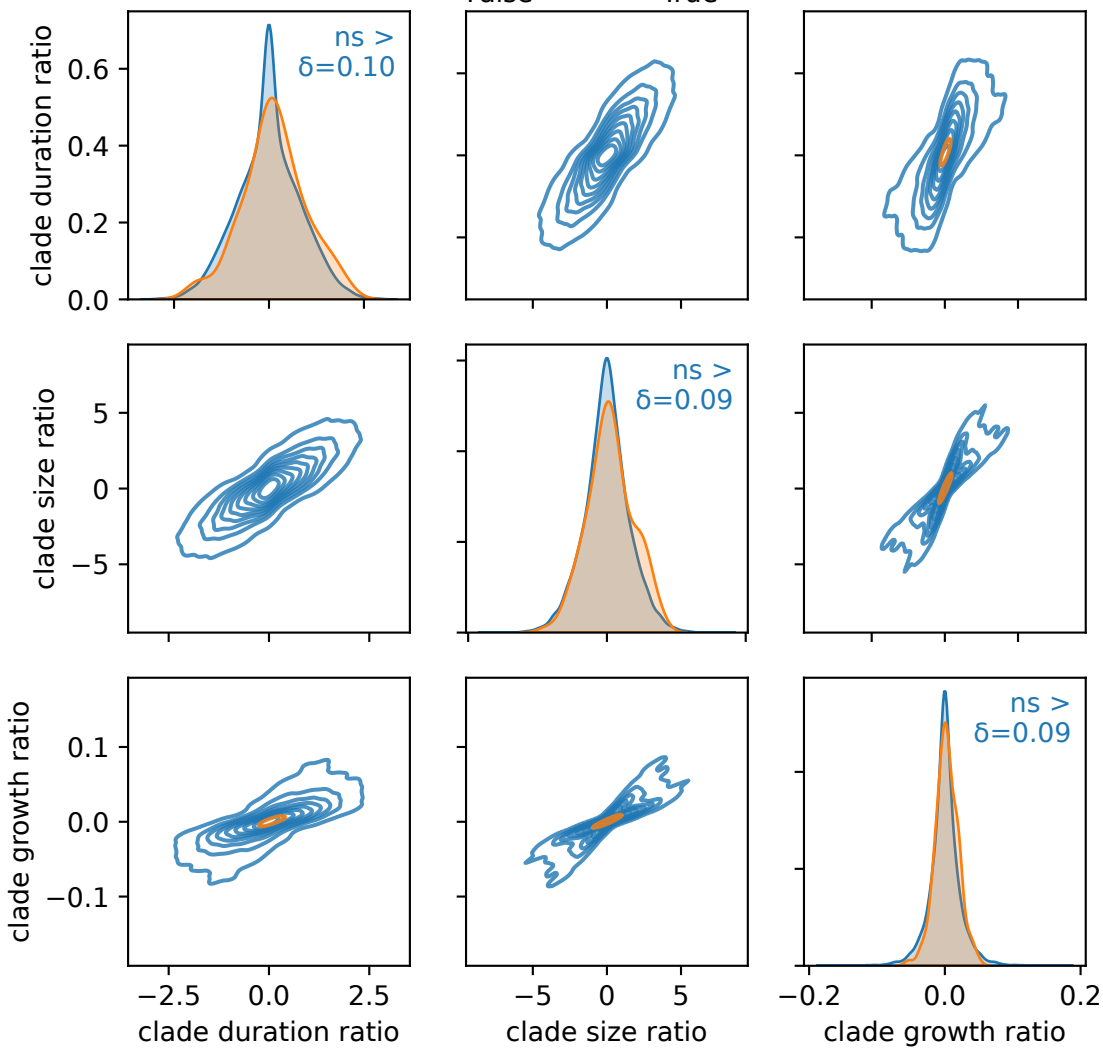 True
clade duration ratio
0.6
0.4
0.2
0.0
ns >
δ=0.10
clade size ratio
5
0
−5
ns >
δ=0.09
clade growth ratio
0.1
0.0
−0.1
ns >
δ=0.09
−2.5 0.0 2.5
−5 0 5
−0.2 0.0 0.2
clade duration ratio
clade size ratio
clade growth ratio